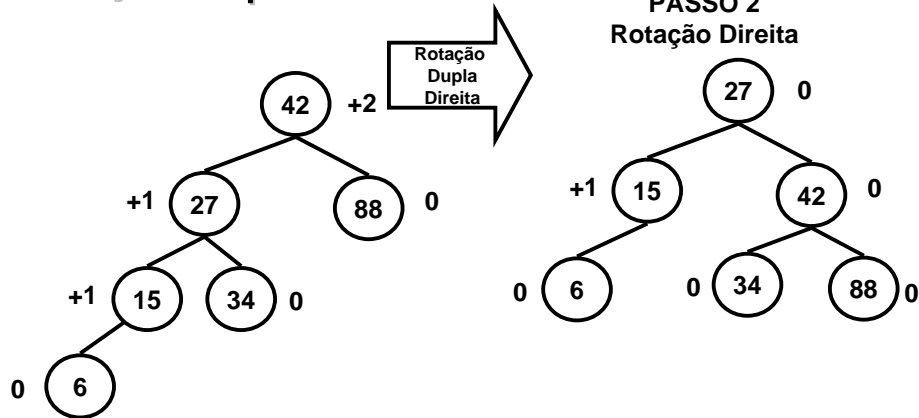 PASSO 2
Rotação Direita
Rotação
Dupla
Direita
42 +2
+1 27
88 0
+1 15
34 0
0 6
27 0
+1 15
42 0
0 6
0 34
88 0